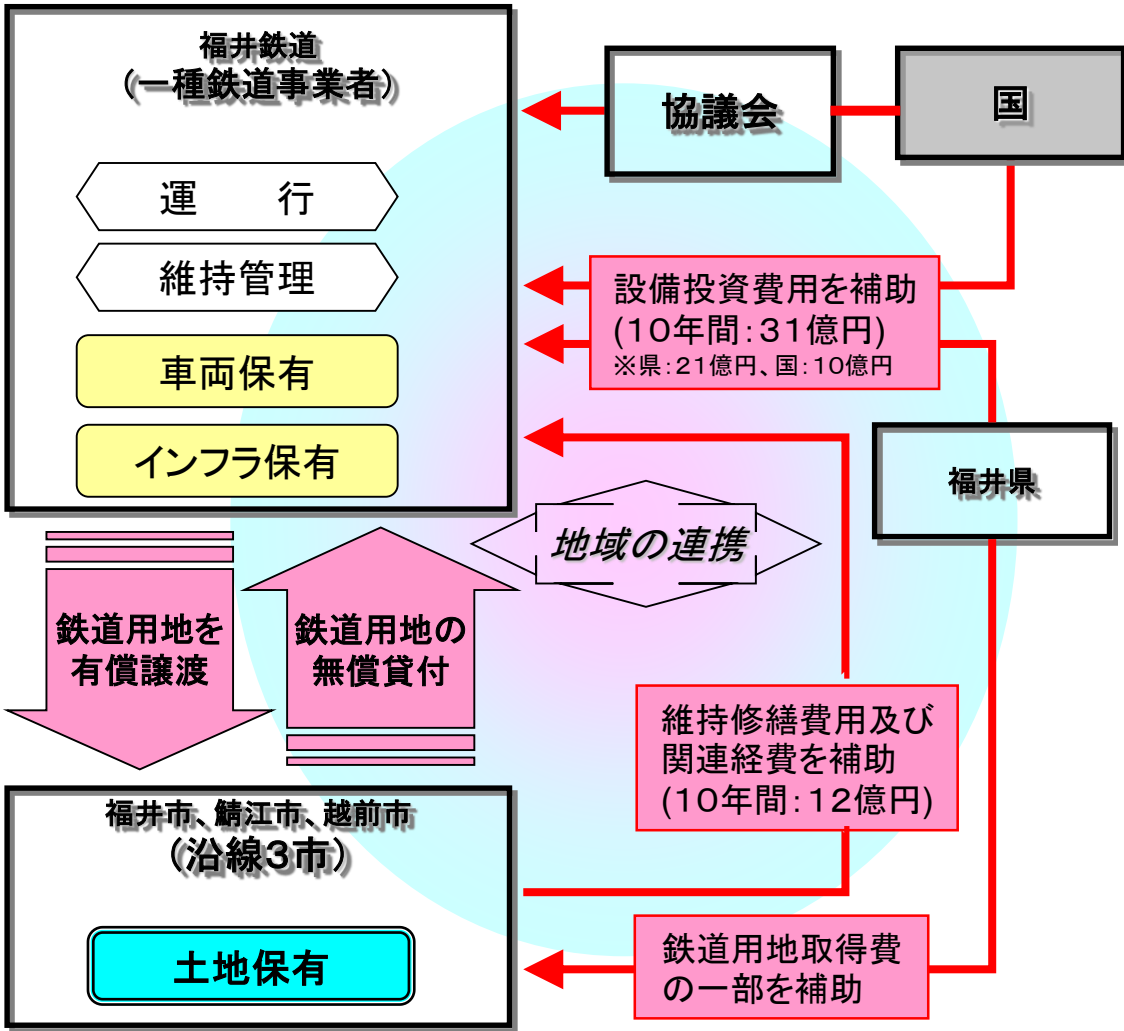 福井鉄道
(一種鉄道事業者)
協議会
国
運　　行
維持管理
車両保有
インフラ保有
設備投資費用を補助
(10年間:31億円)
※県:21億円、国:10億円
福井県
地域の連携
鉄道用地を
有償譲渡
鉄道用地の
無償貸付
維持修繕費用及び
関連経費を補助
(10年間:12億円)
福井市、鯖江市、越前市
(沿線3市)
土地保有
鉄道用地取得費
の一部を補助